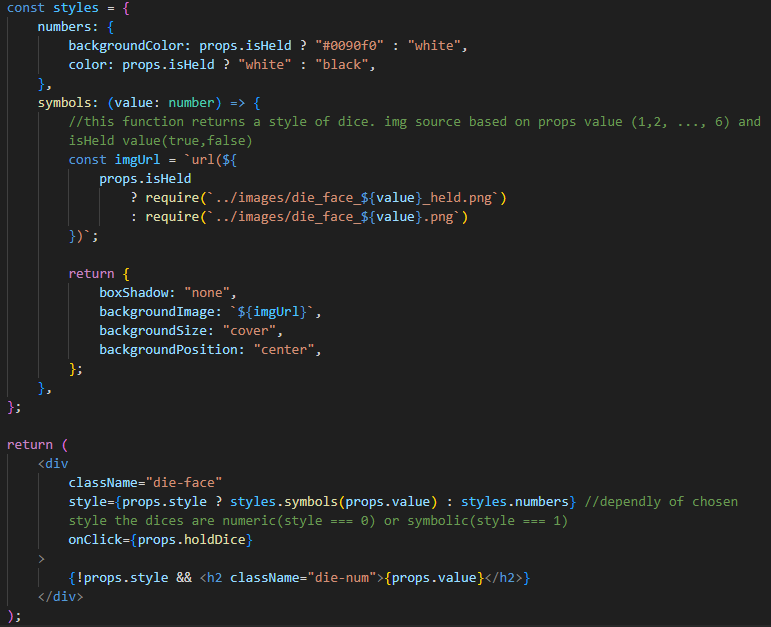 const styles = {
    numbers: {
        backgroundColor: props.isHeld ? "#0090f0" : "white",
        color: props.isHeld ? "white" : "black",
    },
    symbols: (value: number) => {
        //this function returns a style of dice. img source based on props value (1,2, ..., 6) and
        isHeld value(true,false)
        const imgUrl = `url(${
            props.isHeld
                ? require(`../images/die_face_${value}_held.png`)
                : require(`../images/die_face_${value}.png`)
        })`;

        return {
            boxShadow: "none",
            backgroundImage: `${imgUrl}`,
            backgroundSize: "cover",
            backgroundPosition: "center",
        };
    },
};

return (
    <div
        className="die-face"
        style={props.style ? styles.symbols(props.value) : styles.numbers} //dependly of chosen
        style the dices are numeric(style === 0) or symbolic(style === 1)
        onClick={props.holdDice}
    >
        {!props.style && <h2 className="die-num">{props.value}</h2>}
    </div>
);